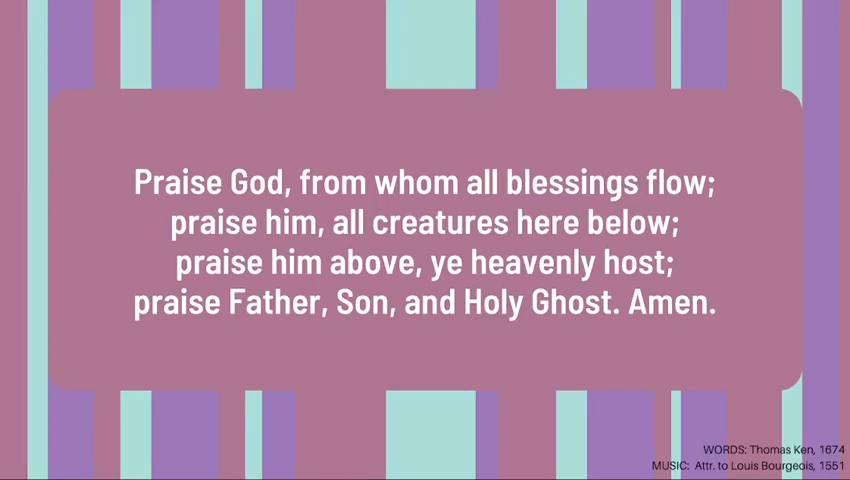 Praise God, from whom all blessings flow;
praise him, all creatures here below;
praise him above, ye heavenly host;
praise Father, Son, and Holy Ghost. Amen.
WORDS: Thomas Ken, 1674
MUSIC: Attr. to Louis Bourgeois, 1551